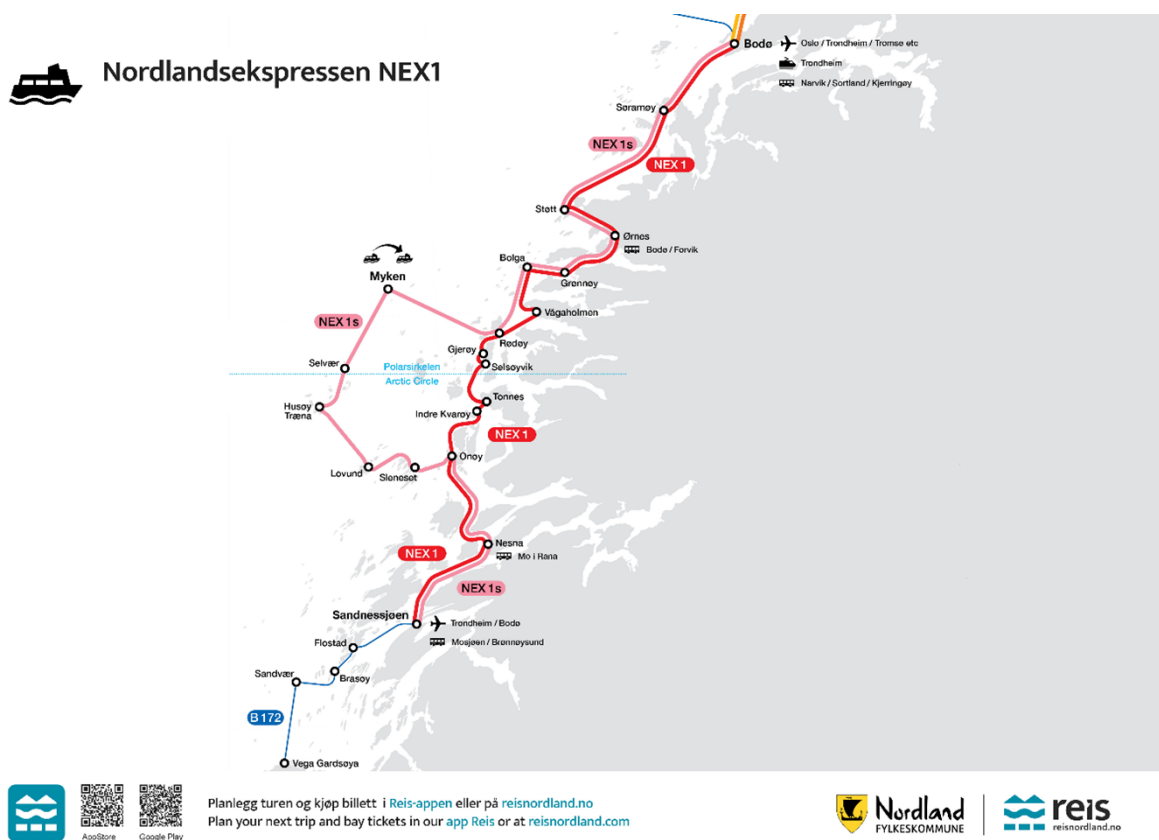 Nordlandsekspressen NEX1
Bodø
Oslo / Trondheim / Tromsø etc
Trondheim
Narvik / Sortland / Kjerringøy
Sørarnøy
NEX 1s
NEX 1
Støtt
Ørnes
Bodø / Forvik
Bolga
Grønnøy
Myken
Vågaholmen
NEX 1s
Rødøy
Gjerøy
Selsøyvik
Selvær
Polarsirkelen
Arctic Circle
Tonnes
Husøy
Træna
Indre Kvarøy
NEX 1
Onøy
Lovund
Sleneset
Nesna
Mo i Rana
NEX 1
NEX 1s
Sandnessjøen
Trondheim / Bodø
Mosjøen / Brønnøysund
Flostad
Brasøy
Sandvær
B 172
Vega Gardsøya
AppStore
Google Play
Planlegg turen og kjøp billett i Reis-appen eller på reisnordland.no
Plan your next trip and bay tickets in our app Reis or at reisnordland.com
Nordland
FYLKESKOMMUNE
reis
reisnordland.no